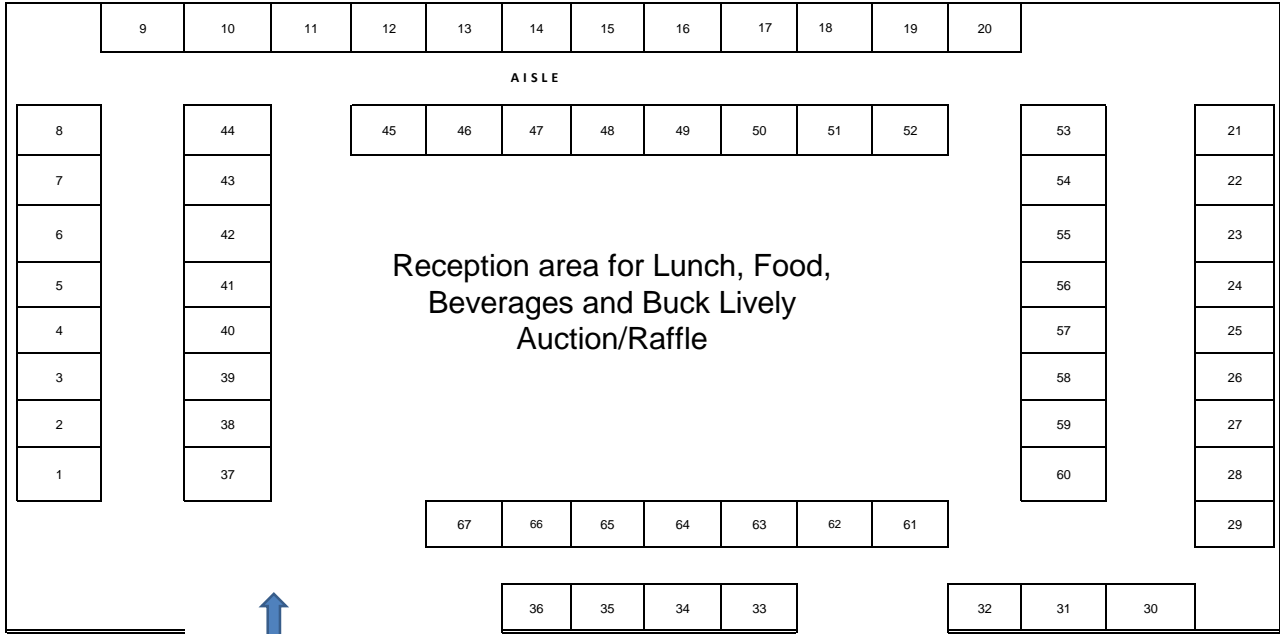 9 10 11 12 13 14 15 16 17 18 19 20
AISLE
8 44 45 46 47 48 49 50 51 52 53 21
7 43 54 22
6 42 55 23
Reception area for Lunch, Food,
5 41 56 24
Beverages and Buck Lively
4 40 57 25
Auction/Raffle
3 39 58 26
2 38 59 27
1 37 60 28
67 66 65 64 63 62 61 29
36 35 34 33 32 31 30